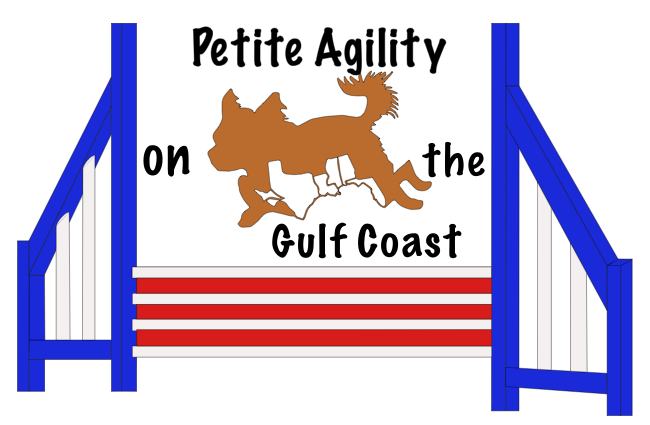 Petite Agility
on the
Gulf Coast